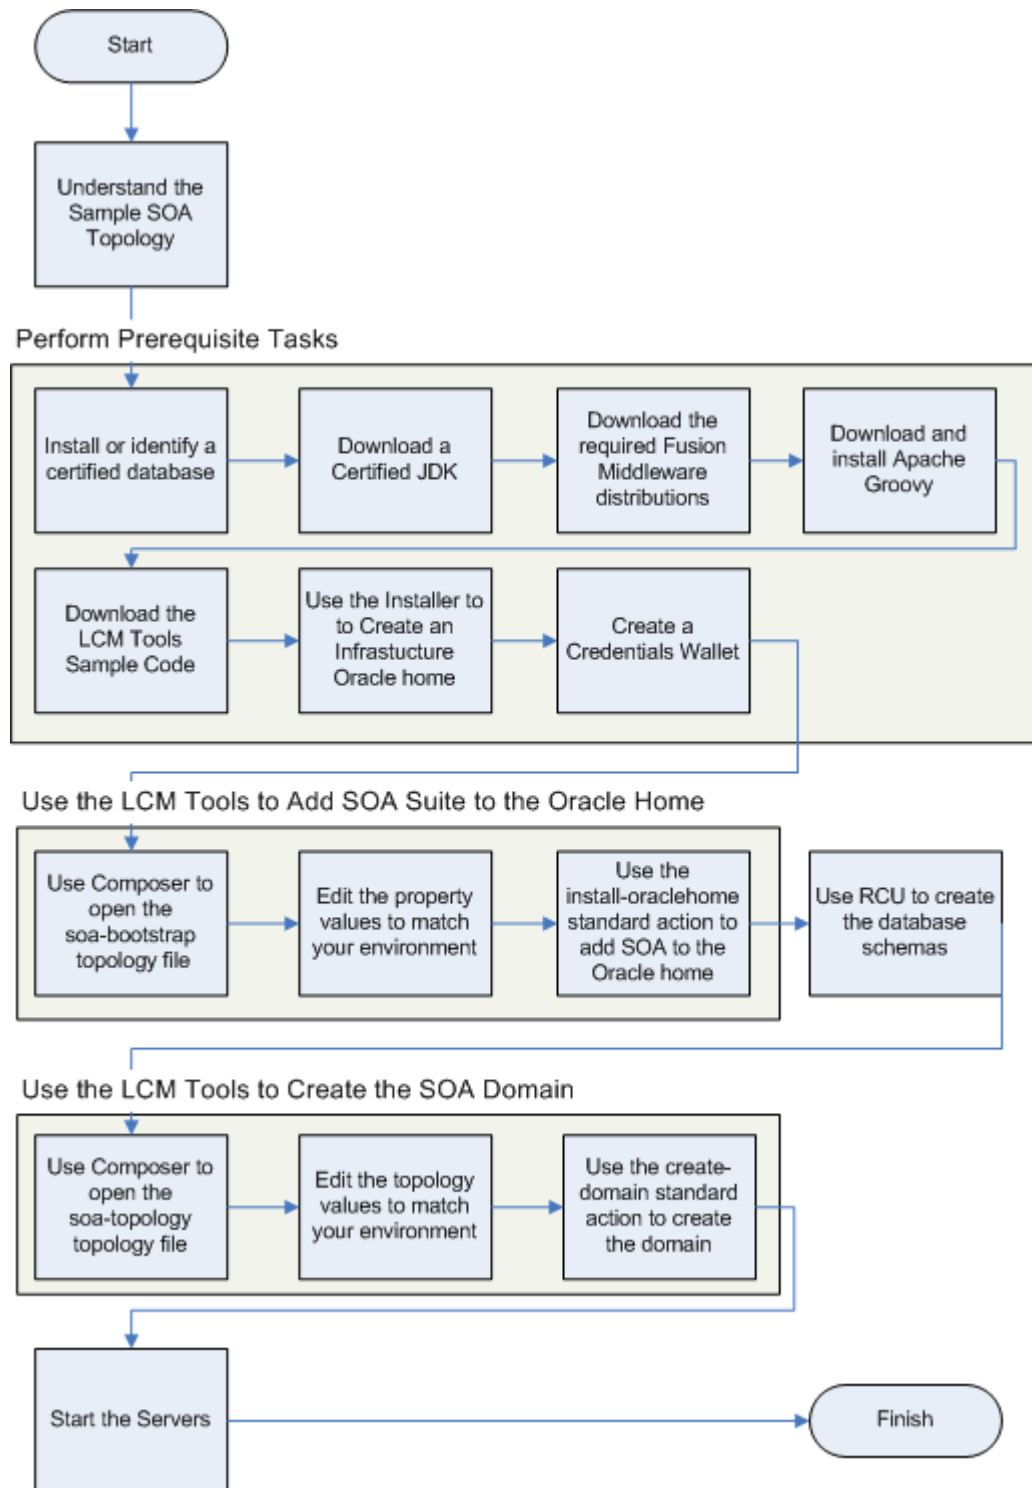 Start
Understand the
Sample SOA
Topology
Perform Prerequisite Tasks
Install or identify a
certified database
Download a
Certified JDK
Download the
required Fusion
Middleware
distributions
Download and
install Apache
Groovy
Download the
LCM Tools
Sample Code
Use the Installer to
to Create an
Infrastucture
Oracle home
Create a
Credentials Wallet
Use the LCM Tools to Add SOA Suite to the Oracle Home
Use Composer to
open the
soa-bootstrap
topology file
Edit the property
values to match
your environment
Use the
install-oraclehome
standard action to
add SOA to the
Oracle home
Use RCU to create
the database
schemas
Use the LCM Tools to Create the SOA Domain
Use Composer to
open the
soa-topology
topology file
Edit the topology
values to match
your environment
Use the create-
domain standard
action to create
the domain
Start the Servers
Finish